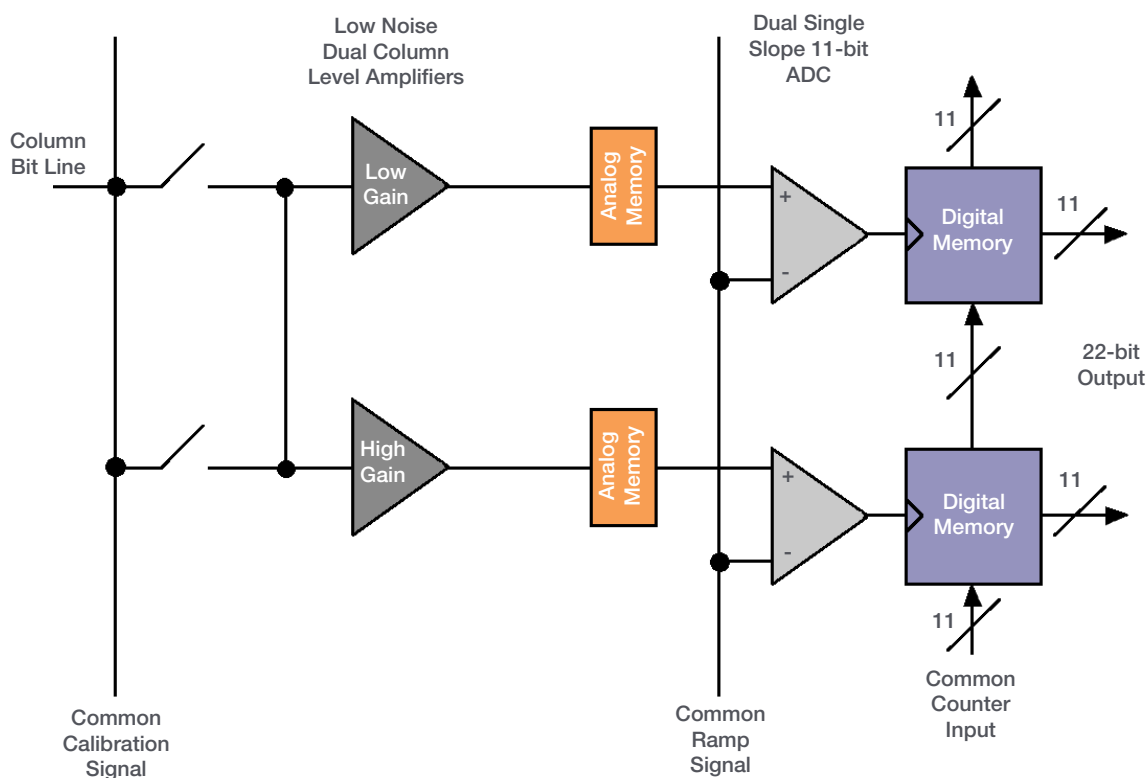 Low Noise
Dual Column
Level Amplifiers
Dual Single
Slope 11-bit
ADC
11
Column
Bit Line
Low
Gain
Analog
Memory
+
-
Digital
Memory
11
11
22-bit
Output
High
Gain
Analog
Memory
+
-
Digital
Memory
11
11
Common
Calibration
Signal
Common
Ramp
Signal
Common
Counter
Input